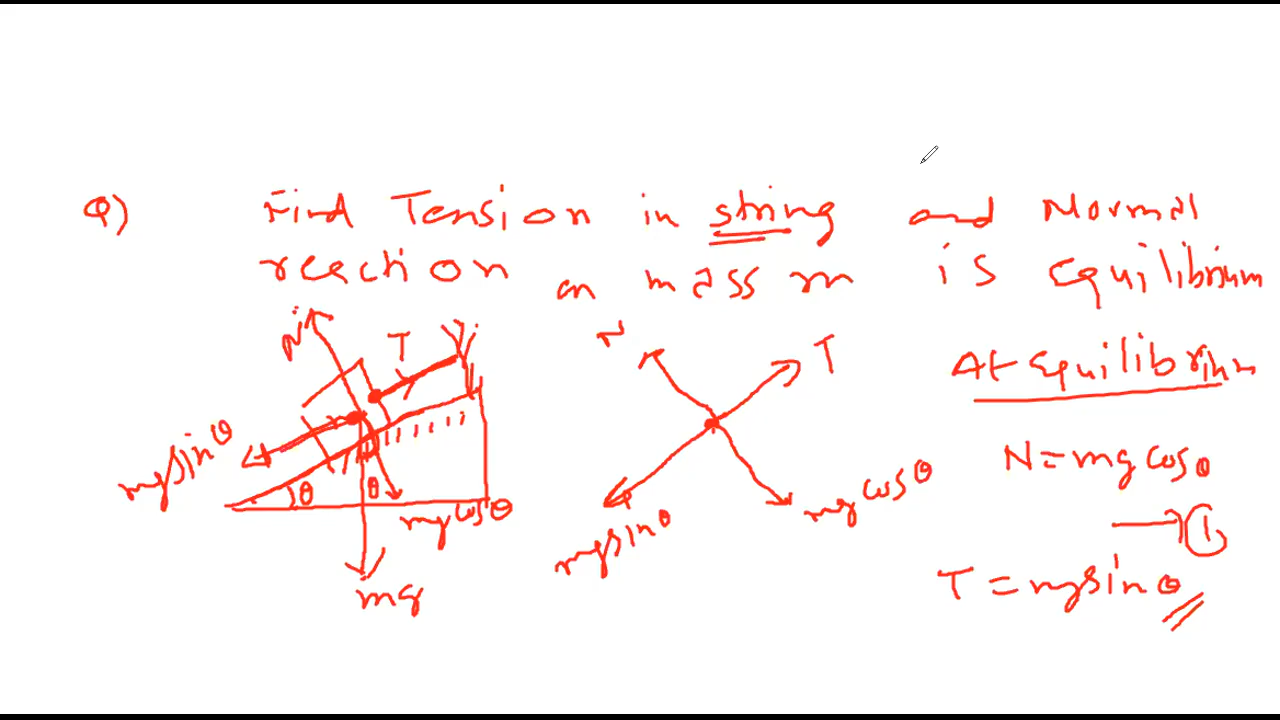 Q) Find Tension in string and Normal
reaction on mass m is equilibrium
N
T
mg sinθ
θ
θ
mg cosθ
mg
N
T
mg sinθ
mg cosθ
At equilibrium
N = mg cosθ
→ ①
T = mg sinθ